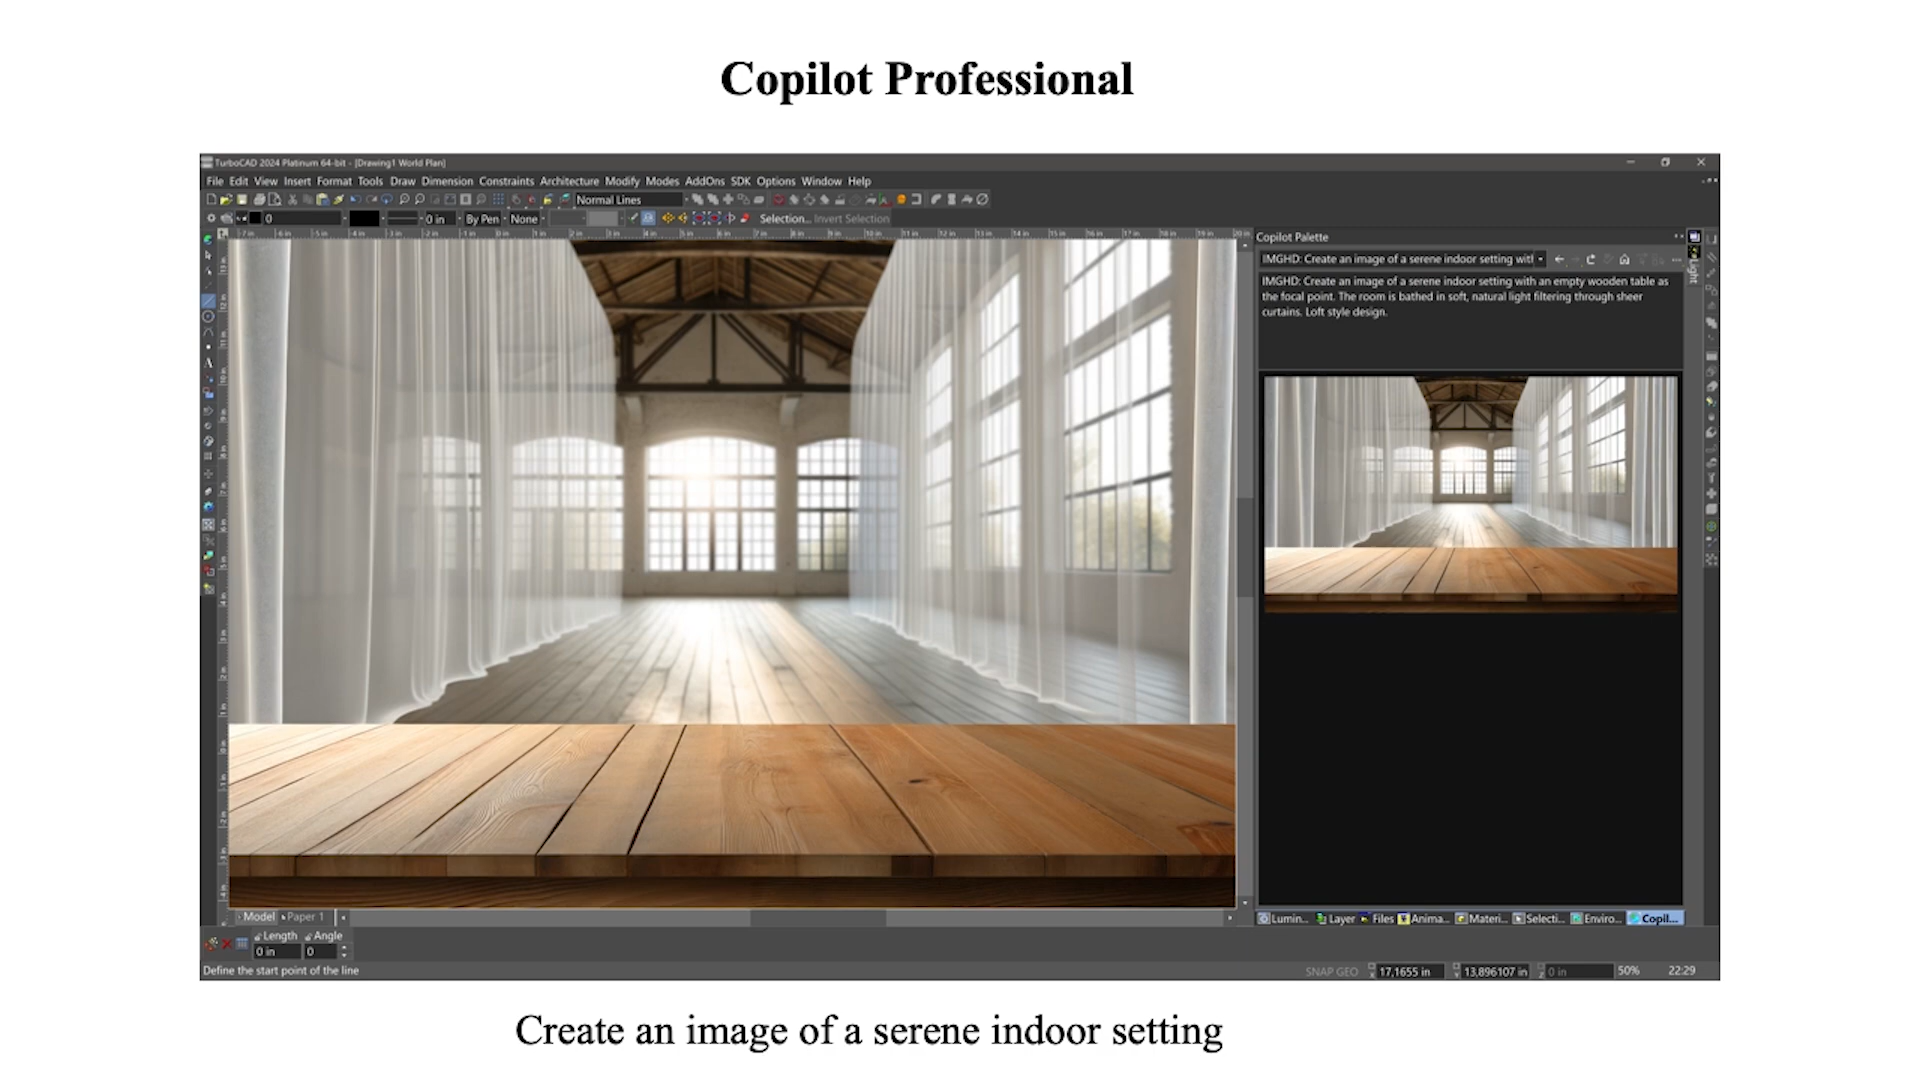 Copilot Professional
TurboCAD 2024 Platinum 64-bit - [Drawing1 World Plan]
File Edit View Insert Format Tools Draw Dimension Constraints Architecture Modify Modes AddOns SDK Options Window Help
Normal Lines
0 0 in By Pen None Selection... Invert Selection
Copilot Palette
IMGHD: Create an image of a serene indoor setting wit
IMGHD: Create an image of a serene indoor setting with an empty wooden table as
the focal point. The room is bathed in soft, natural light filtering through sheer
curtains. Loft style design.
Light
Model Paper 1
Lumin... Layer Files Anima... Materi... Selecti... Enviro... Copil...
Length Angle
0 in 0
Define the start point of the line
SNAP GEO 17,1655 in 13,896107 in 0 in 50% 22:29
Create an image of a serene indoor setting